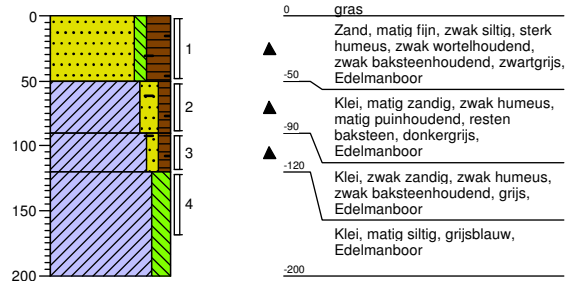 0
50
100
150
200
1
2
3
4
0
gras
Zand, matig fijn, zwak siltig, sterk
humeus, zwak wortelhoudend,
zwak baksteenhoudend, zwartgrijs,
Edelmanboor
-50
Klei, matig zandig, zwak humeus,
matig puinhoudend, resten
baksteen, donkergrijs,
Edelmanboor
-90
-120
Klei, zwak zandig, zwak humeus,
zwak baksteenhoudend, grijs,
Edelmanboor
Klei, matig siltig, grijsblauw,
Edelmanboor
-200